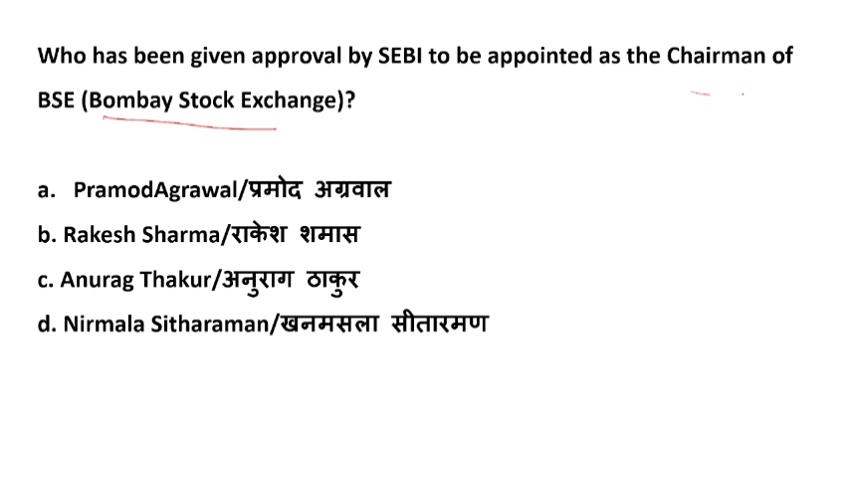 Who has been given approval by SEBI to be appointed as the Chairman of
BSE (Bombay Stock Exchange)?
a. PramodAgrawal/प्रमोद अग्रवाल
b. Rakesh Sharma/राकेश शमास
c. Anurag Thakur/अनुराग ठाकुर
d. Nirmala Sitharaman/खनमसला सीतारमण